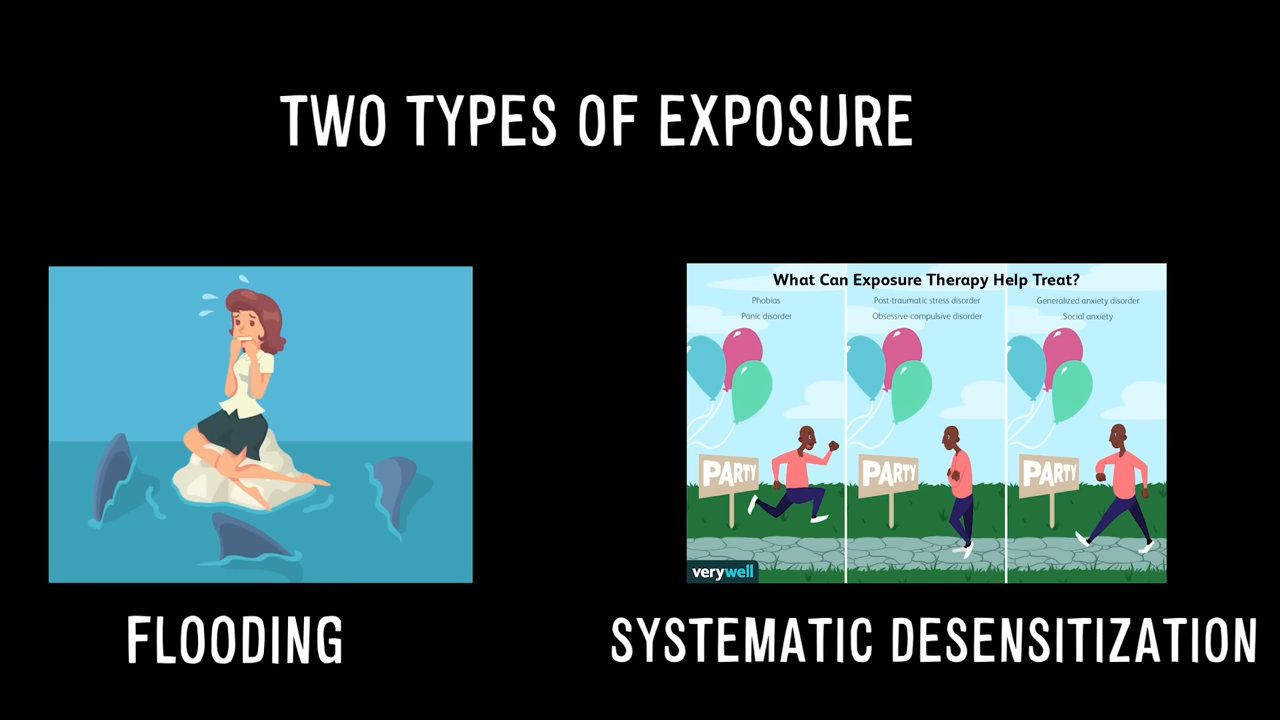 TWO TYPES OF EXPOSURE
What Can Exposure Therapy Help Treat?
Phobias
Panic disorder
Post-traumatic stress disorder
Obsessive-compulsive disorder
Generalized anxiety disorder
Social anxiety
PARTY
PARTY
PARTY
verywell
FLOODING
SYSTEMATIC DESENSITIZATION